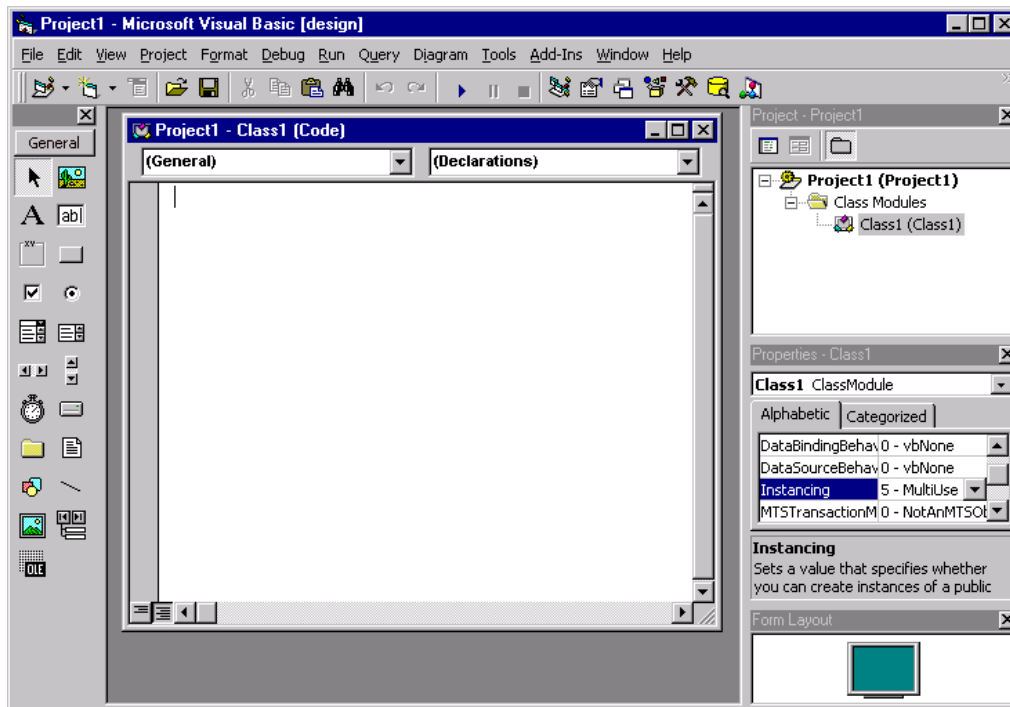 Project1 - Microsoft Visual Basic [design]
File Edit View Project Format Debug Run Query Diagram Tools Add-Ins Window Help
General
A ab|
XY
OLE
Project1 - Class1 (Code)
(General) (Declarations)
Project - Project1
Project1 (Project1)
Class Modules
Class1 (Class1)
Properties - Class1
Class1 ClassModule
Alphabetic Categorized
DataBindingBehav 0 - vbNone
DataSourceBehav 0 - vbNone
Instancing 5 - MultiUse
MTSTransactionM 0 - NotAnMTSOb
Instancing
Sets a value that specifies whether
you can create instances of a public
Form Layout